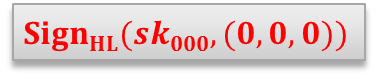 Sign_HL(sk_000, (0, 0, 0))